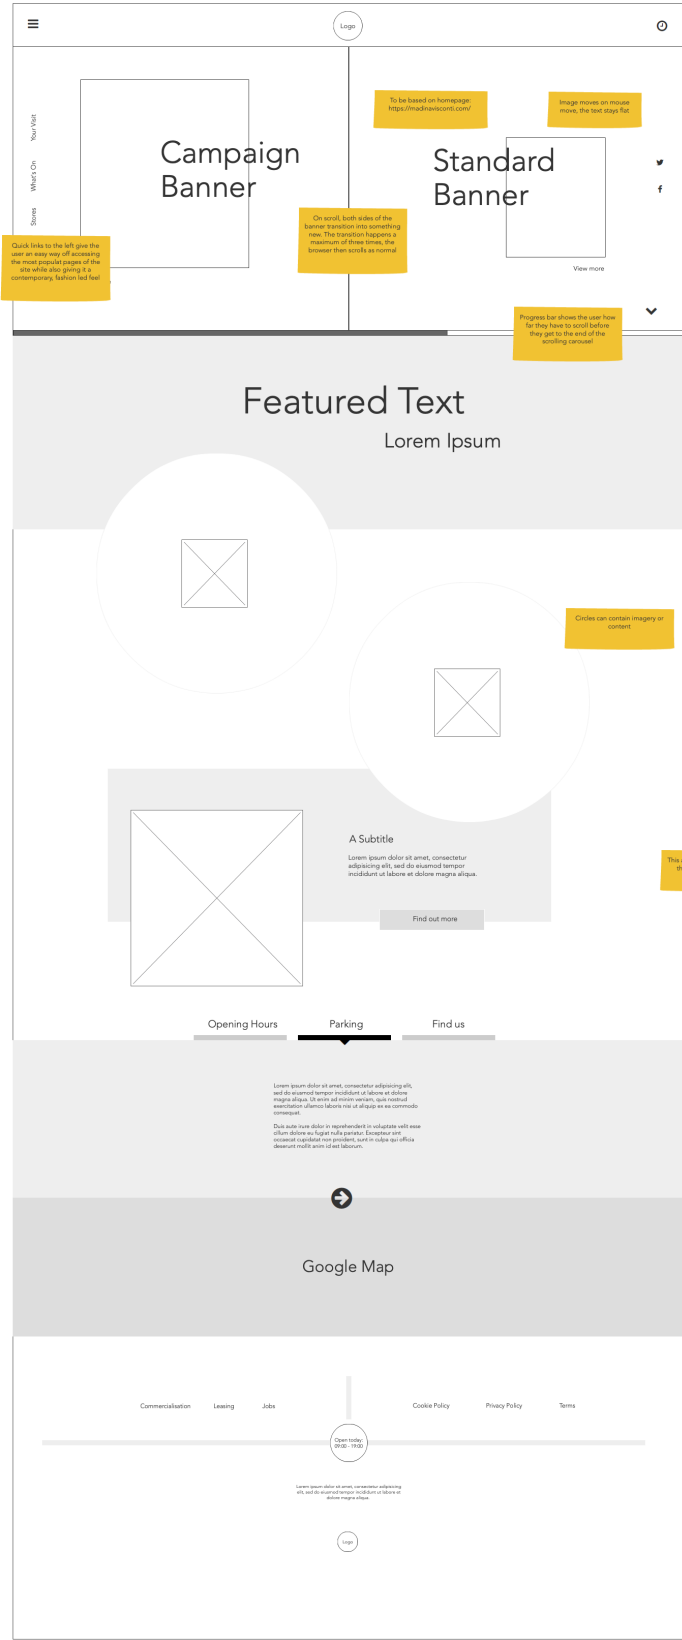 Logo
To be based on homepage:
https://madinavisconti.com/
Image moves on mouse
move, the text stays flat
Your Visit
What's On
Stores
Campaign
Banner
Standard
Banner
On scroll, both sides of the
banner transition into something
new. The transition happens a
maximum of three times, the
browser then scrolls as normal
Quick links to the left give the
user an easy way off accessing
the most populat pages of the
site while also giving it a
contemporary, fashion led feel
View more
Progress bar shows the user how
far they have to scroll before
they get to the end of the
scrolling carousel
Featured Text
Lorem Ipsum
Circles can contain imagery or
content
A Subtitle
Lorem ipsum dolor sit amet, consectetur
adipisicing elit, sed do eiusmod tempor
incididunt ut labore et dolore magna aliqua.
This
th
Find out more
Opening Hours
Parking
Find us
Lorem ipsum dolor sit amet, consectetur adipisicing elit,
sed do eiusmod tempor incididunt ut labore et dolore
magna aliqua. Ut enim ad minim veniam, quis nostrud
exercitation ullamco laboris nisi ut aliquip ex ea commodo
consequat.
Duis aute irure dolor in reprehenderit in voluptate velit esse
cillum dolore eu fugiat nulla pariatur. Excepteur sint
occaecat cupidatat non proident, sunt in culpa qui officia
deserunt mollit anim id est laborum.
Google Map
Commercialisation
Leasing
Jobs
Cookie Policy
Privacy Policy
Terms
Open today:
09:00 - 19:00
Lorem ipsum dolor sit amet, consectetur adipisicing
elit, sed do eiusmod tempor incididunt ut labore et
dolore magna aliqua.
Logo